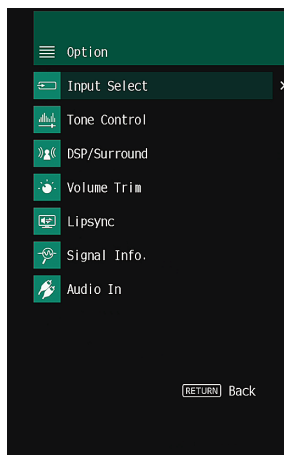 Option
Input Select
Tone Control
DSP/Surround
Volume Trim
Lipsync
Signal Info.
Audio In
RETURN Back